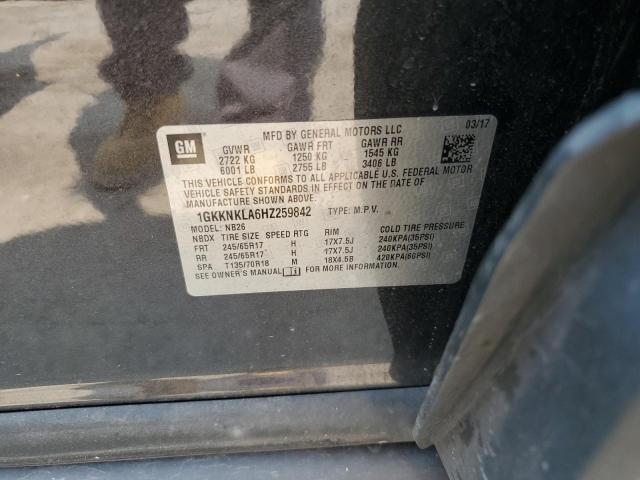 GM
MFD BY GENERAL MOTORS LLC 03/17
GVWR GAWR FRT GAWR RR
2722 KG 1250 KG 1545 KG
6001 LB 2755 LB 3406 LB
THIS VEHICLE CONFORMS TO ALL APPLICABLE U.S. FEDERAL MOTOR
VEHICLE SAFETY STANDARDS IN EFFECT ON THE DATE OF
MANUFACTURE SHOWN ABOVE.
1GKKNKLA6HZ259842 TYPE: M.P.V.
MODEL: NB26
NBDX TIRE SIZE SPEED RTG RIM COLD TIRE PRESSURE
FRT 245/65R17 H 17X7.5J 240KPA(35PSI)
RR 245/65R17 H 17X7.5J 240KPA(35PSI)
SPA T135/70R18 M 18X4.5B 420KPA(60PSI)
SEE OWNER'S MANUAL FOR MORE INFORMATION.